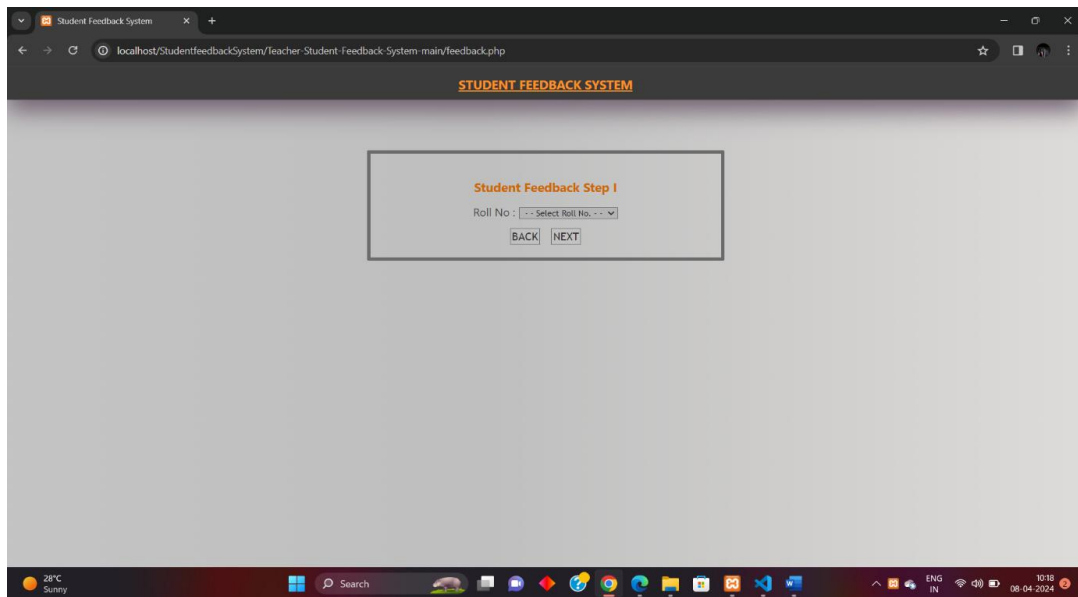 Student Feedback System
localhost/StudentfeedbackSystem/Teacher-Student-Feedback-System-main/feedback.php
STUDENT FEEDBACK SYSTEM
Student Feedback Step I
Roll No : - - Select Roll No. - -
BACK NEXT
28°C
Sunny
Search
ENG
IN
10:18
08-04-2024
2